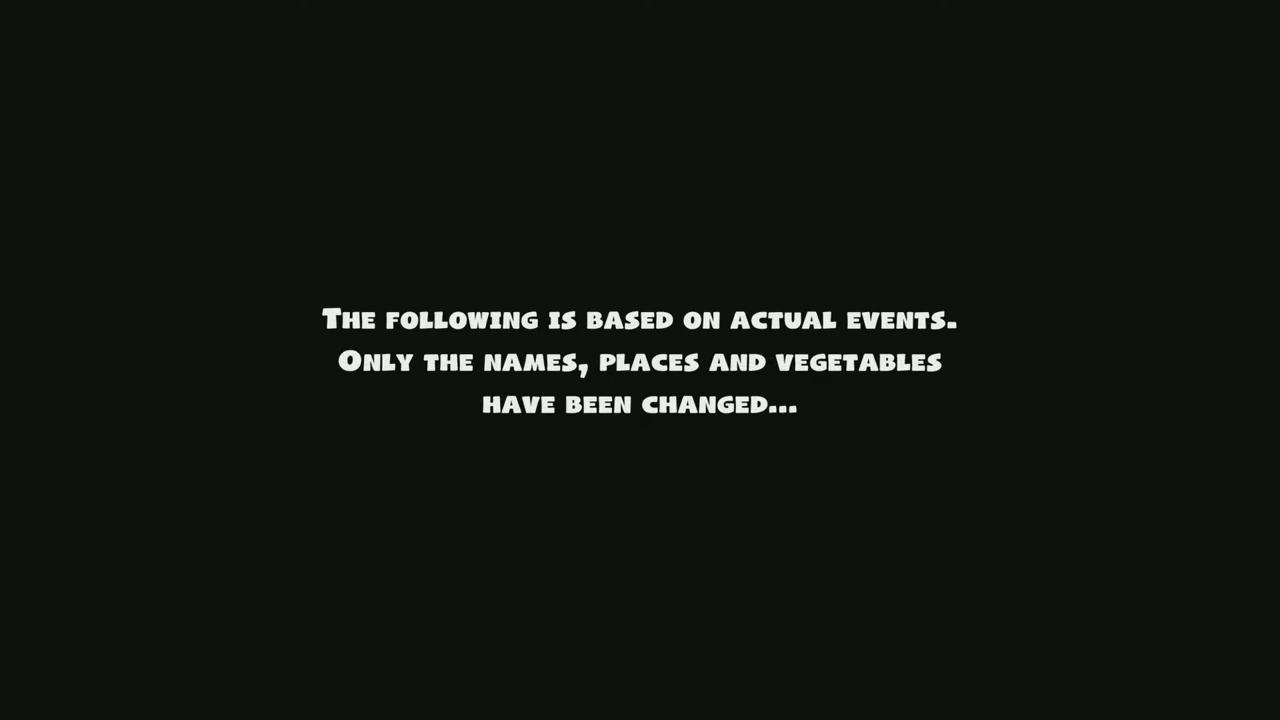 The following is based on actual events.
Only the names, places and vegetables
have been changed...